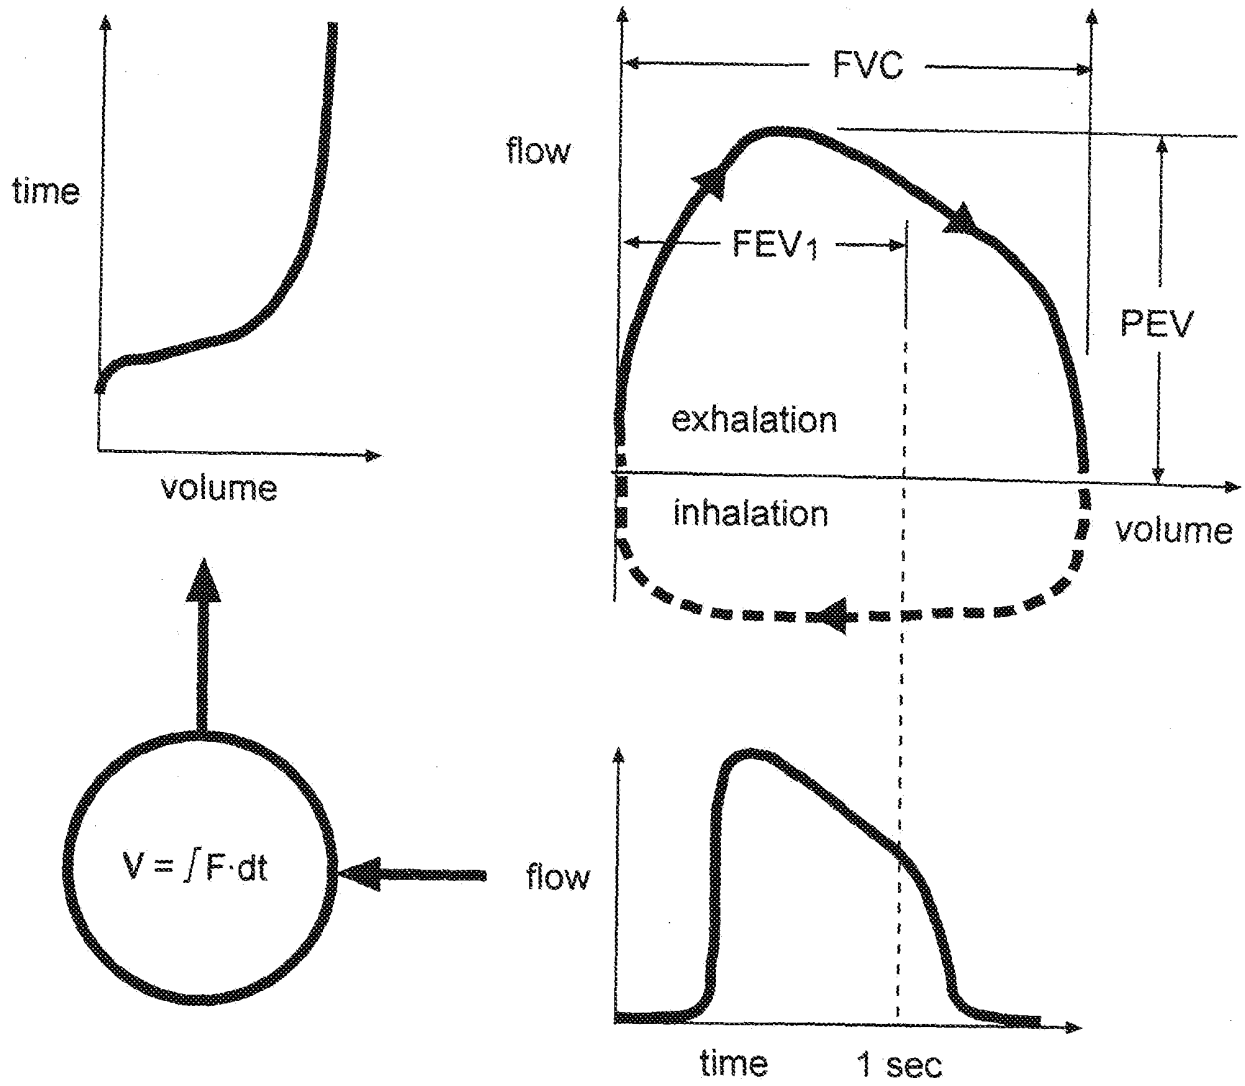 FVC
flow
time
FEV1
PEV
exhalation
volume
inhalation
volume
V = ∫F·dt
flow
time
1 sec